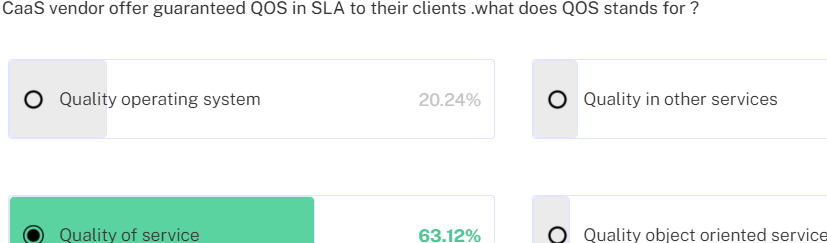 CaaS vendor offer guaranteed QOS in SLA to their clients .what does QOS stands for ?
Quality operating system 20.24% Quality in other services
Quality of service 63.12% Quality object oriented service